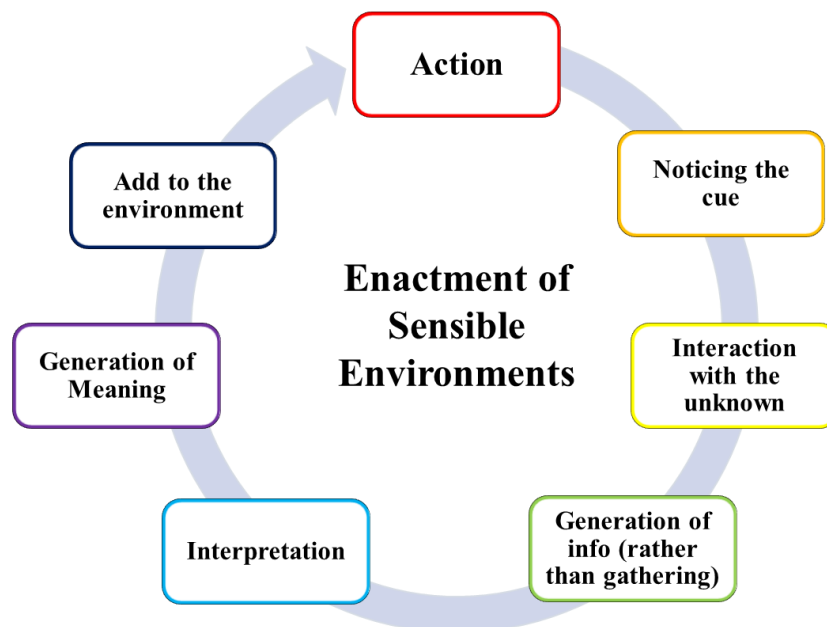 Action
Noticing the
cue
Interaction
with the
unknown
Generation of
info (rather
than gathering)
Interpretation
Generation of
Meaning
Add to the
environment
Enactment of
Sensible
Environments